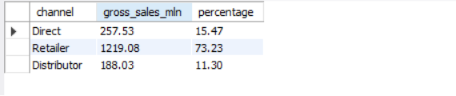 channel gross_sales_mln percentage
Direct 257.53 15.47
Retailer 1219.08 73.23
Distributor 188.03 11.30